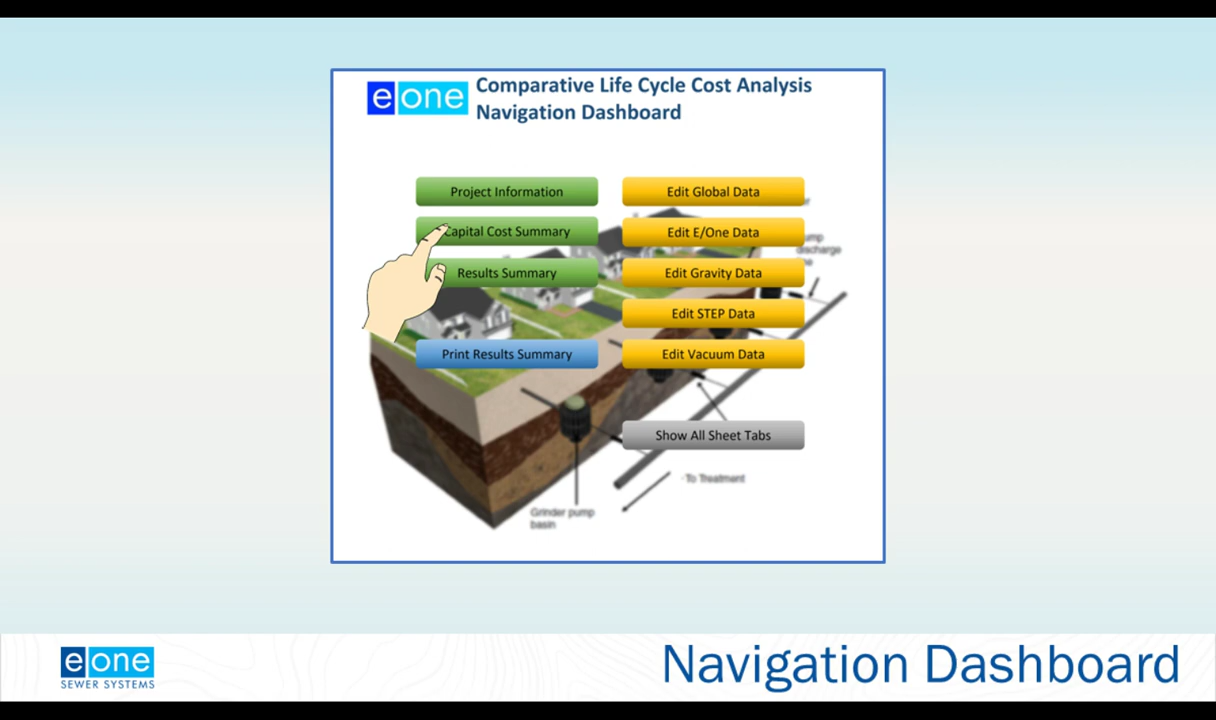 eone
Comparative Life Cycle Cost Analysis
Navigation Dashboard
Project Information
Edit Global Data
Capital Cost Summary
Edit E/One Data
Results Summary
Edit Gravity Data
Edit STEP Data
Print Results Summary
Edit Vacuum Data
discharge
Show All Sheet Tabs
To Treatment
Grinder pump
basin
eone
SEWER SYSTEMS
Navigation Dashboard